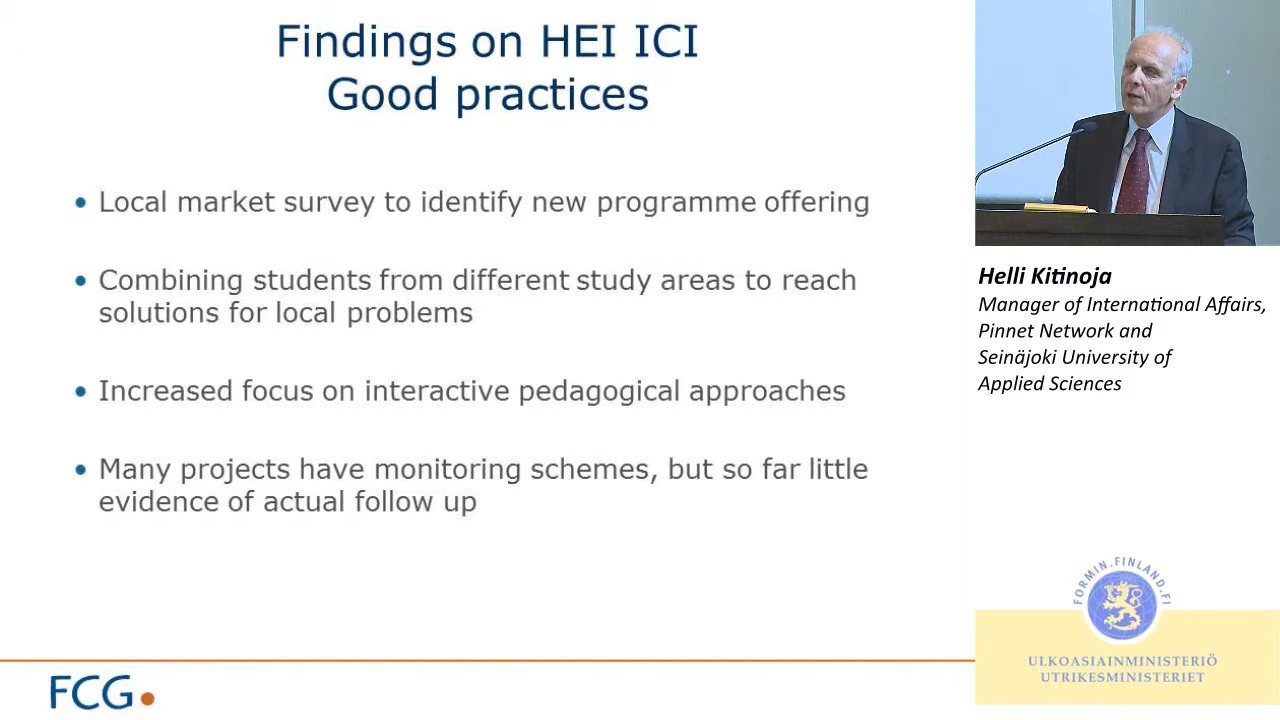 Findings on HEI ICI
Good practices
• Local market survey to identify new programme offering
• Combining students from different study areas to reach
solutions for local problems
• Increased focus on interactive pedagogical approaches
• Many projects have monitoring schemes, but so far little
evidence of actual follow up
FCG
Helli Kitinoja
Manager of International Affairs,
Pinnet Network and
Seinäjoki University of
Applied Sciences
FORMIN.FINLAND.FI
ULKOASIAINMINISTERIÖ
UTRIKESMINISTERIET